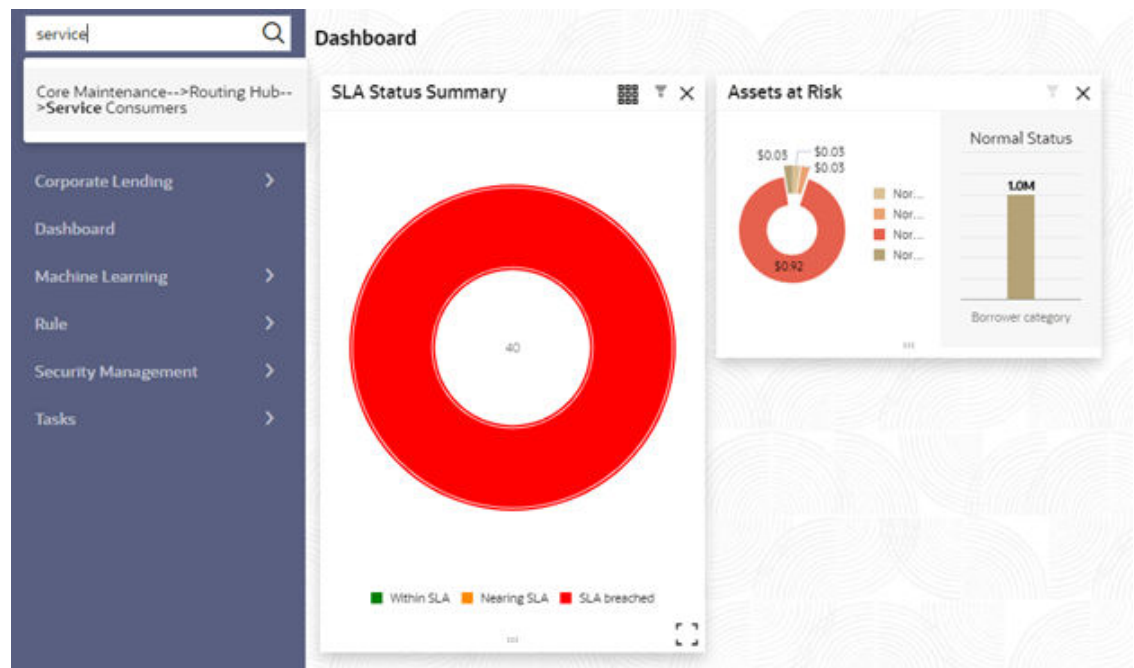 service
Core Maintenance-->Routing Hub--
>Service Consumers
Corporate Lending
Dashboard
Machine Learning
Rule
Security Management
Tasks
Dashboard
SLA Status Summary
40
Within SLA
Nearing SLA
SLA breached
Assets at Risk
$0.03
$0.03
$0.03
$0.92
Nor...
Nor...
Nor...
Nor...
Normal Status
1.0M
Borrower category